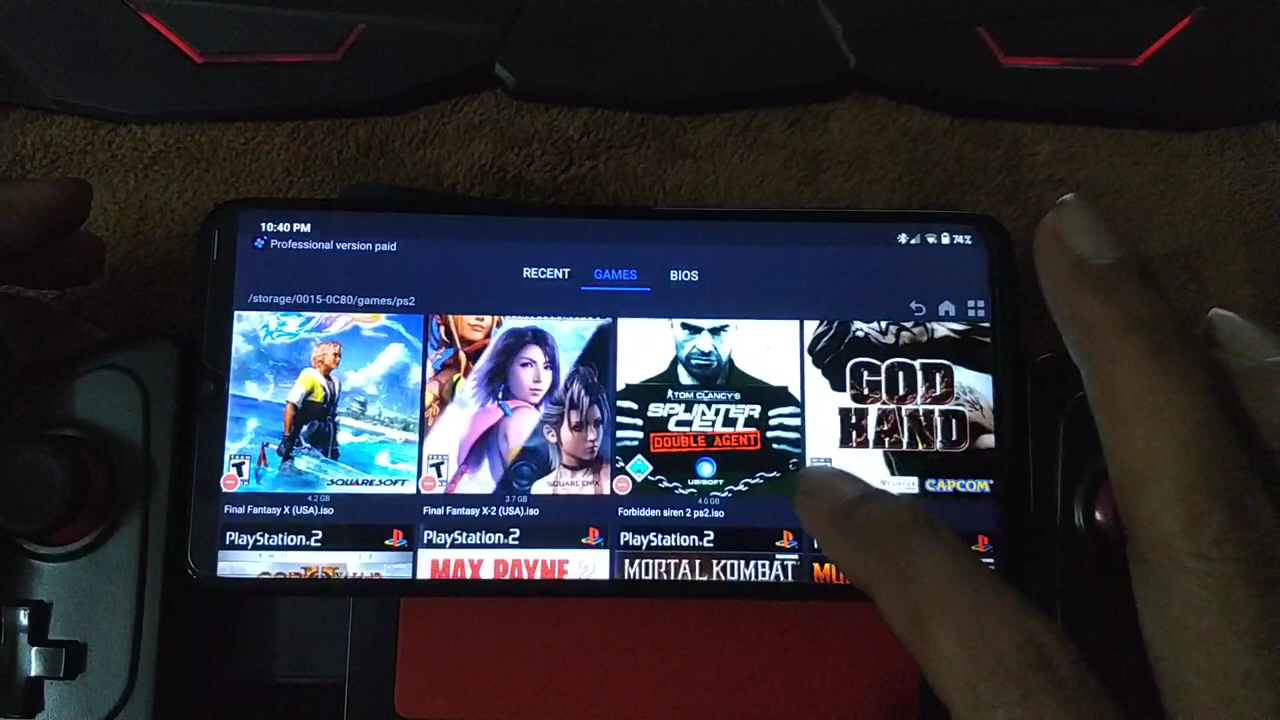 10:40 PM
74%
Professional version paid
RECENT GAMES BIOS
/storage/0015-0C80/games/ps2
TOM CLANCY'S
SPLINTER
CELL
DOUBLE AGENT
GOD
HAND
T
SQUARESOFT
T
SQUARE ENIX
UBISOFT
CAPCOM
4.2 GB
3.7 GB
4.0 GB
Final Fantasy X (USA).iso
Final Fantasy X-2 (USA).iso
Forbidden siren 2 ps2.iso
PlayStation.2
PlayStation.2
PlayStation.2
MAX PAYNE 2
MORTAL KOMBAT